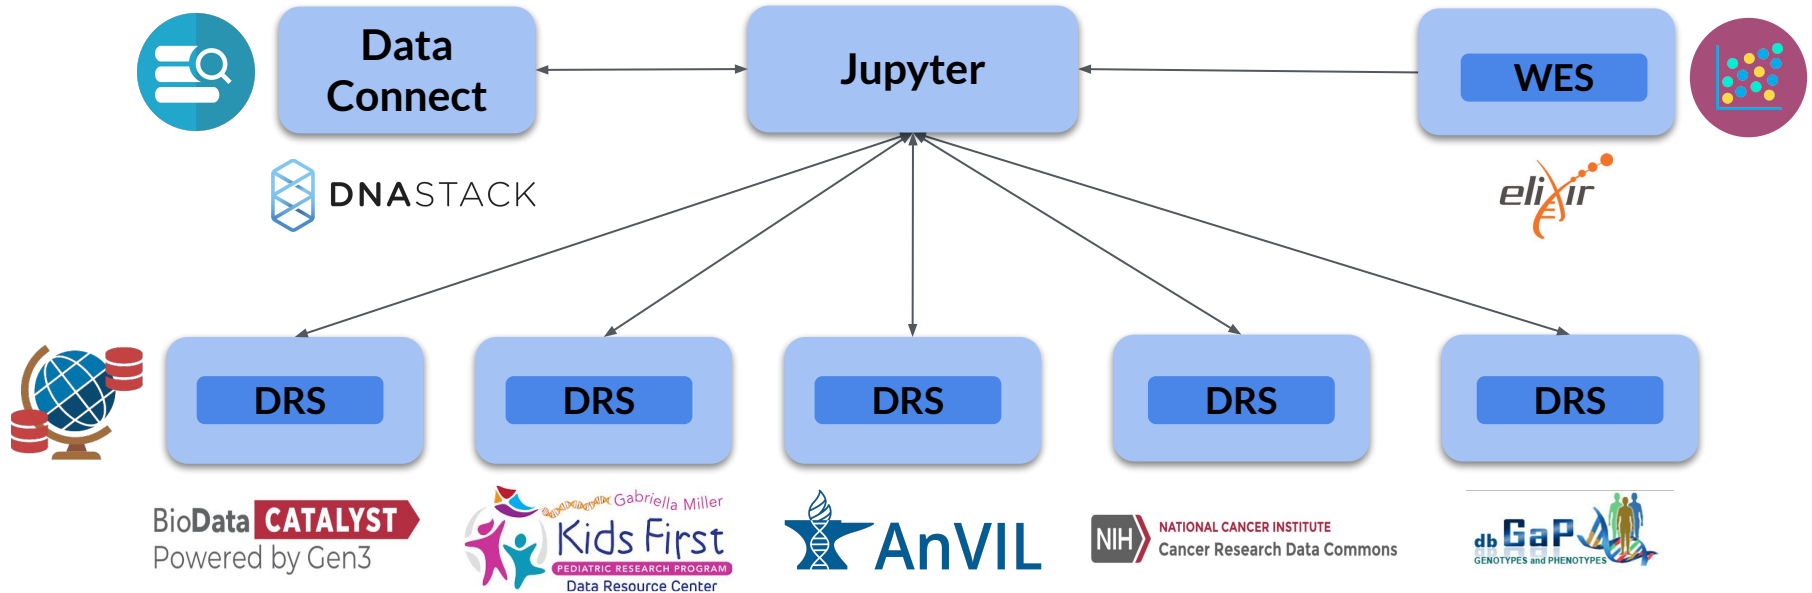 Data
Connect
Jupyter
WES
DNASTACK
elixir
DRS
DRS
DRS
DRS
DRS
BioData CATALYST
Powered by Gen3
Gabriella Miller
Kids First
PEDIATRIC RESEARCH PROGRAM
Data Resource Center
AnVIL
NIH
NATIONAL CANCER INSTITUTE
Cancer Research Data Commons
db GaP
GENOTYPES and PHENOTYPES